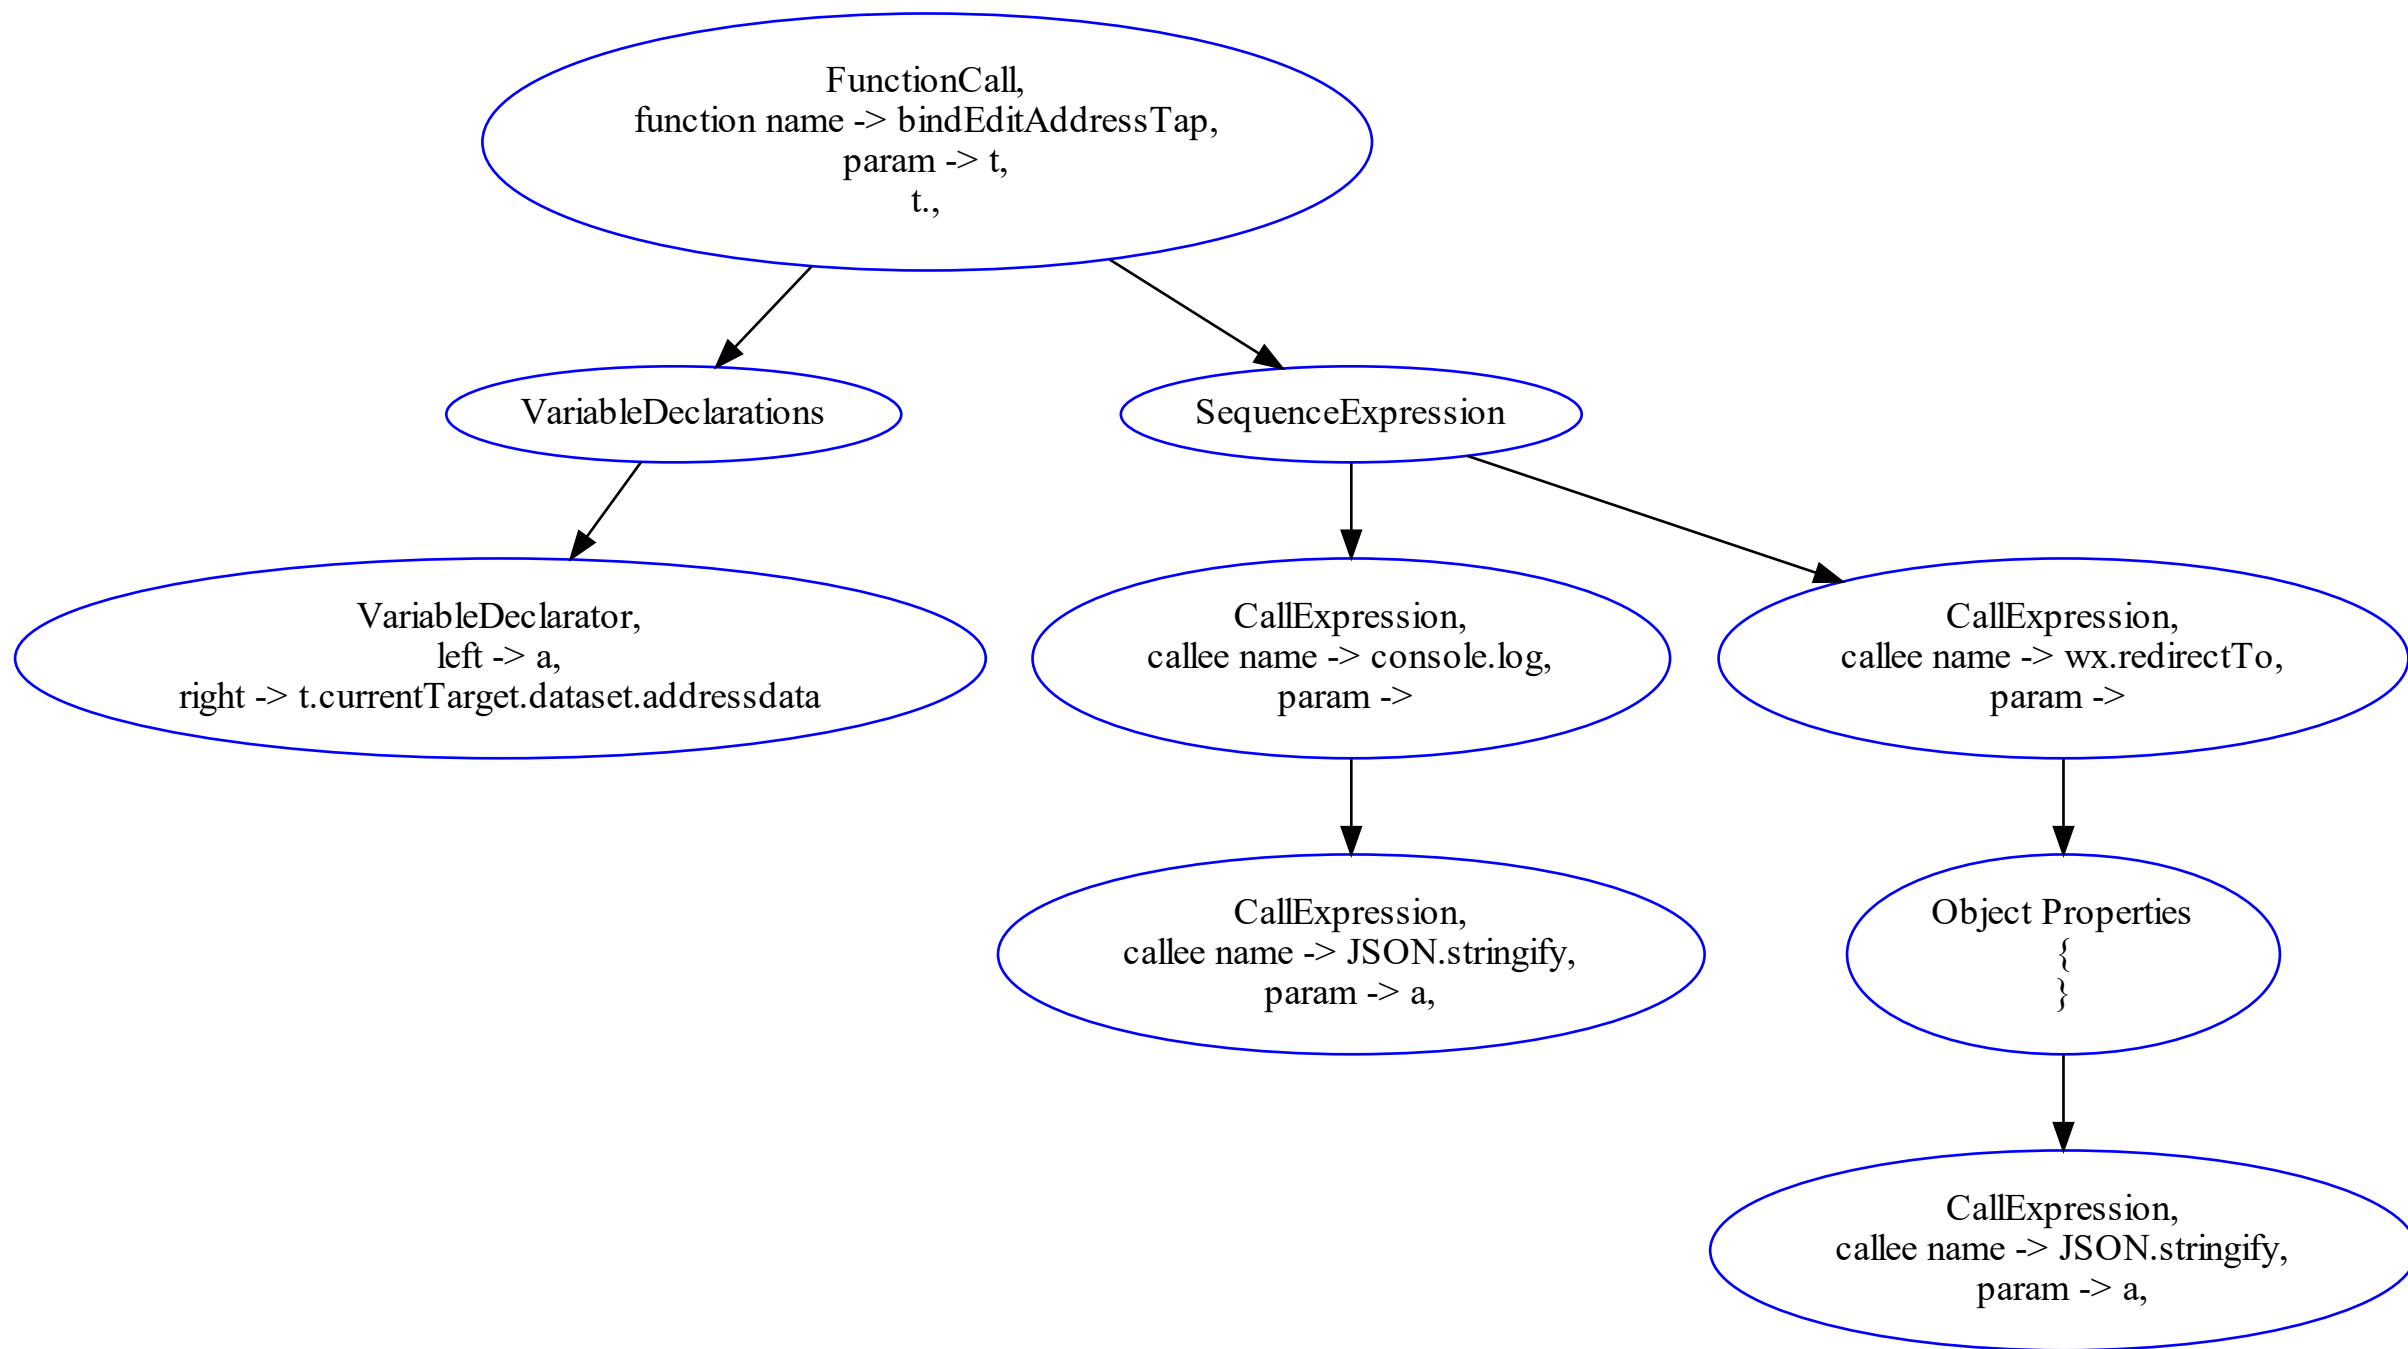 FunctionCall,
function name -> bindEditAddressTap,
param -> t,
t.,
VariableDeclarations
SequenceExpression
VariableDeclarator,
left -> a,
right -> t.currentTarget.dataset.addressdata
CallExpression,
callee name -> console.log,
param ->
CallExpression,
callee name -> wx.redirectTo,
param ->
CallExpression,
callee name -> JSON.stringify,
param -> a,
Object Properties
{
}
CallExpression,
callee name -> JSON.stringify,
param -> a,